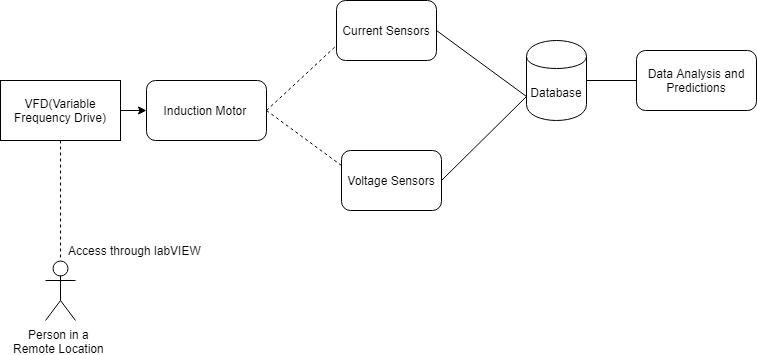 Current Sensors
VFD(Variable
Frequency Drive)
Induction Motor
Database
Data Analysis and
Predictions
Voltage Sensors
Access through labVIEW
Person in a
Remote Location